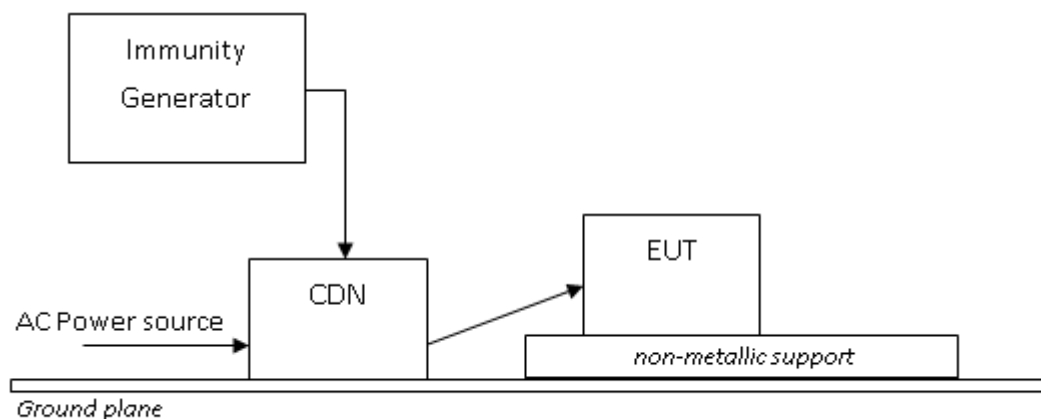 Immunity
Generator
EUT
CDN
AC Power source
non-metallic support
Ground plane